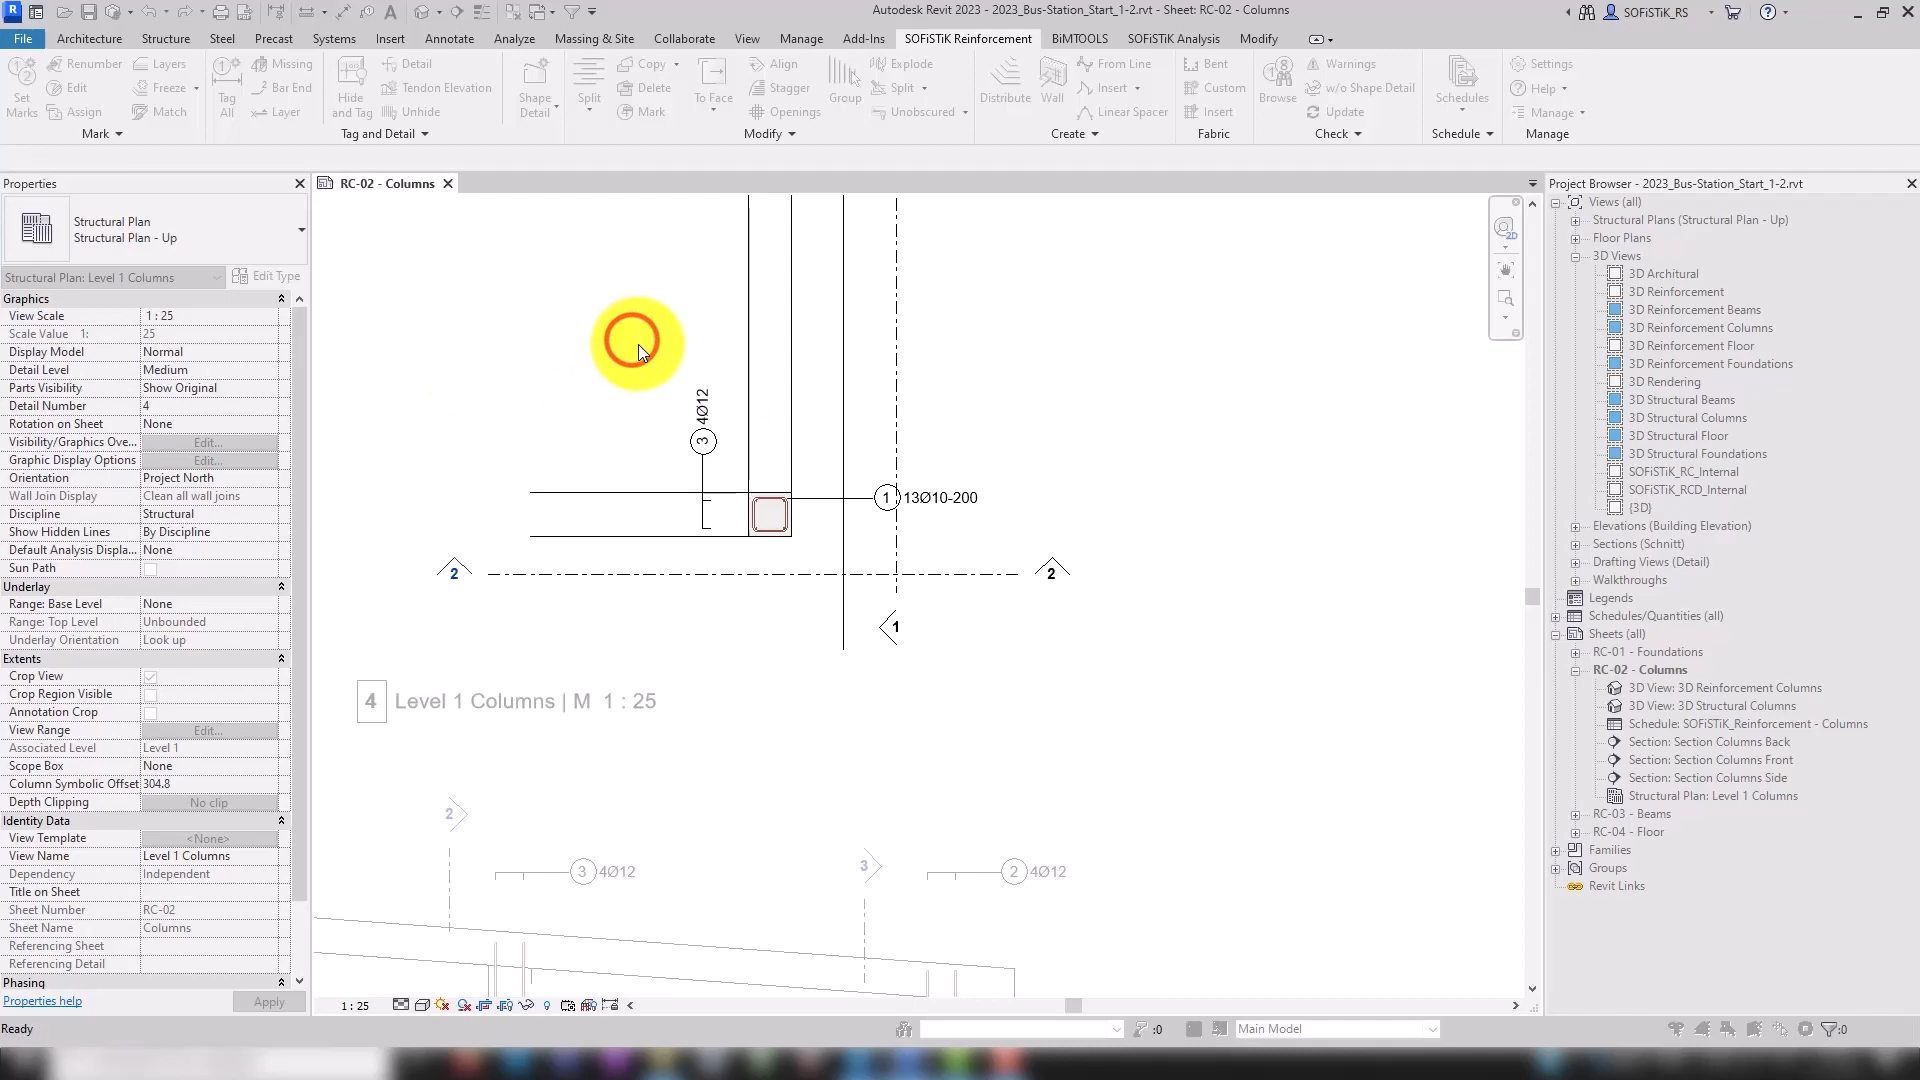 Autodesk Revit 2023 - 2023_Bus-Station_Start_1-2.rvt - Sheet: RC-02 - Columns
SOFiSTiK_RS
File Architecture Structure Steel Precast Systems Insert Annotate Analyze Massing & Site Collaborate View Manage Add-Ins SOFiSTiK Reinforcement BiMTOOLS SOFiSTiK Analysis Modify
Set Marks Renumber Edit Assign Layers Freeze Match
Mark
Tag All Missing Bar End Layer Hide and Tag Detail Tendon Elevation Unhide
Tag and Detail
Shape Detail
Split Copy Delete Mark To Face Align Stagger Openings Group Explode Split Unobscured
Modify
Distribute Wall From Line Insert Linear Spacer
Create
Bent Custom Insert
Fabric
Browse Warnings w/o Shape Detail Update
Check
Schedules
Schedule
Settings Help Manage
Manage
Properties
Structural Plan
Structural Plan - Up
Structural Plan: Level 1 Columns Edit Type
Graphics
View Scale 1 : 25
Scale Value 1: 25
Display Model Normal
Detail Level Medium
Parts Visibility Show Original
Detail Number 4
Rotation on Sheet None
Visibility/Graphics Ove... Edit...
Graphic Display Options Edit...
Orientation Project North
Wall Join Display Clean all wall joins
Discipline Structural
Show Hidden Lines By Discipline
Default Analysis Displa... None
Sun Path
Underlay
Range: Base Level None
Range: Top Level Unbounded
Underlay Orientation Look up
Extents
Crop View
Crop Region Visible
Annotation Crop
View Range Edit...
Associated Level Level 1
Scope Box None
Column Symbolic Offset 304.8
Depth Clipping No clip
Identity Data
View Template <None>
View Name Level 1 Columns
Dependency Independent
Title on Sheet
Sheet Number RC-02
Sheet Name Columns
Referencing Sheet
Referencing Detail
Phasing
Properties help Apply
RC-02 - Columns
3 4Ø12
1 13Ø10-200
2 2
1
4 Level 1 Columns | M 1 : 25
2
3
3 4Ø12
2 4Ø12
2D
1 : 25
Project Browser - 2023_Bus-Station_Start_1-2.rvt
Views (all)
Structural Plans (Structural Plan - Up)
Floor Plans
3D Views
3D Architural
3D Reinforcement
3D Reinforcement Beams
3D Reinforcement Columns
3D Reinforcement Floor
3D Reinforcement Foundations
3D Rendering
3D Structural Beams
3D Structural Columns
3D Structural Floor
3D Structural Foundations
SOFiSTiK_RC_Internal
SOFiSTiK_RCD_Internal
{3D}
Elevations (Building Elevation)
Sections (Schnitt)
Drafting Views (Detail)
Walkthroughs
Legends
Schedules/Quantities (all)
Sheets (all)
RC-01 - Foundations
RC-02 - Columns
3D View: 3D Reinforcement Columns
3D View: 3D Structural Columns
Schedule: SOFiSTiK_Reinforcement - Columns
Section: Section Columns Back
Section: Section Columns Front
Section: Section Columns Side
Structural Plan: Level 1 Columns
RC-03 - Beams
RC-04 - Floor
Families
Groups
Revit Links
Ready :0 Main Model :0